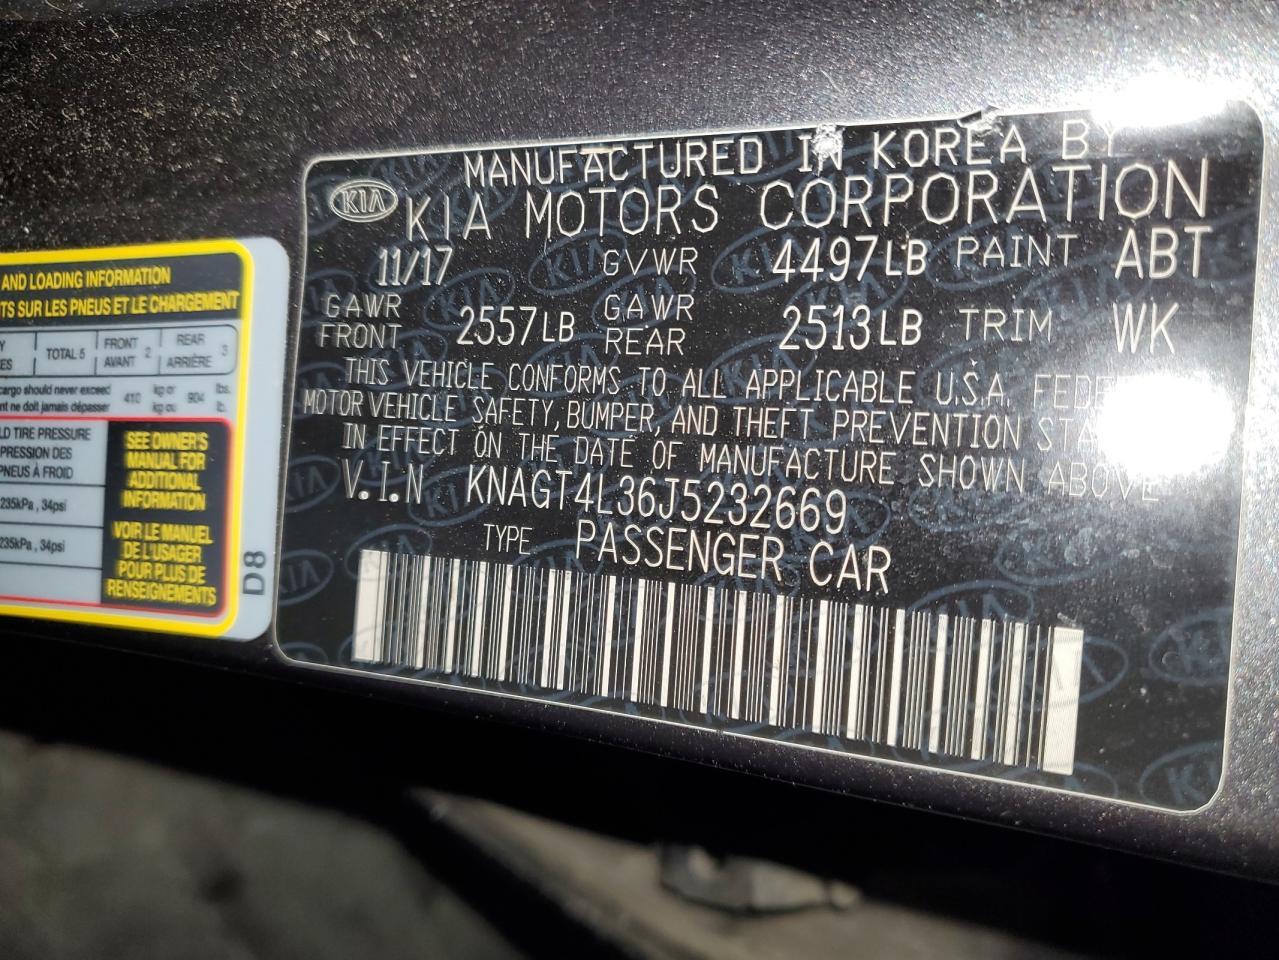 MANUFACTURED IN KOREA BY
KIA KIA MOTORS CORPORATION
11/17 GVWR 4497LB PAINT ABT
GAWR FRONT 2557LB GAWR REAR 2513LB TRIM WK
THIS VEHICLE CONFORMS TO ALL APPLICABLE U.S.A. FEDE
MOTOR VEHICLE SAFETY, BUMPER, AND THEFT PREVENTION STA
IN EFFECT ON THE DATE OF MANUFACTURE SHOWN ABOVE
V.I.N KNAGT4L36J5232669
TYPE PASSENGER CAR
AND LOADING INFORMATION
TS SUR LES PNEUS ET LE CHARGEMENT
TOTAL 5 FRONT AVANT 2 REAR ARRIÈRE 3
cargo should never exceed 410 kg or 904 lbs.
nt ne doit jamais dépasser kg ou lb.
LD TIRE PRESSURE
PRESSION DES
PNEUS À FROID
235kPa, 34psi
235kPa, 34psi
SEE OWNER'S
MANUAL FOR
ADDITIONAL
INFORMATION
VOIR LE MANUEL
DE L'USAGER
POUR PLUS DE
RENSEIGNEMENTS
D8